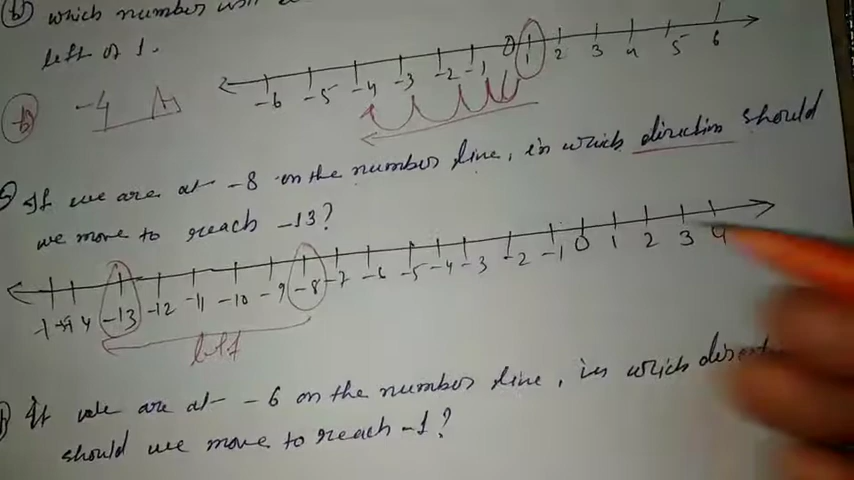 (b) which number will
left of 1.
-6 -5 -4 -3 -2 -1 0 1 2 3 4 5 6
(b) -4 A
If we are at -8 on the number line, in which direction should
we move to reach -13?
-14 -13 -12 -11 -10 -9 -8 -7 -6 -5 -4 -3 -2 -1 0 1 2 3 4
left
If we are at -6 on the number line, in which
should we move to reach -1?